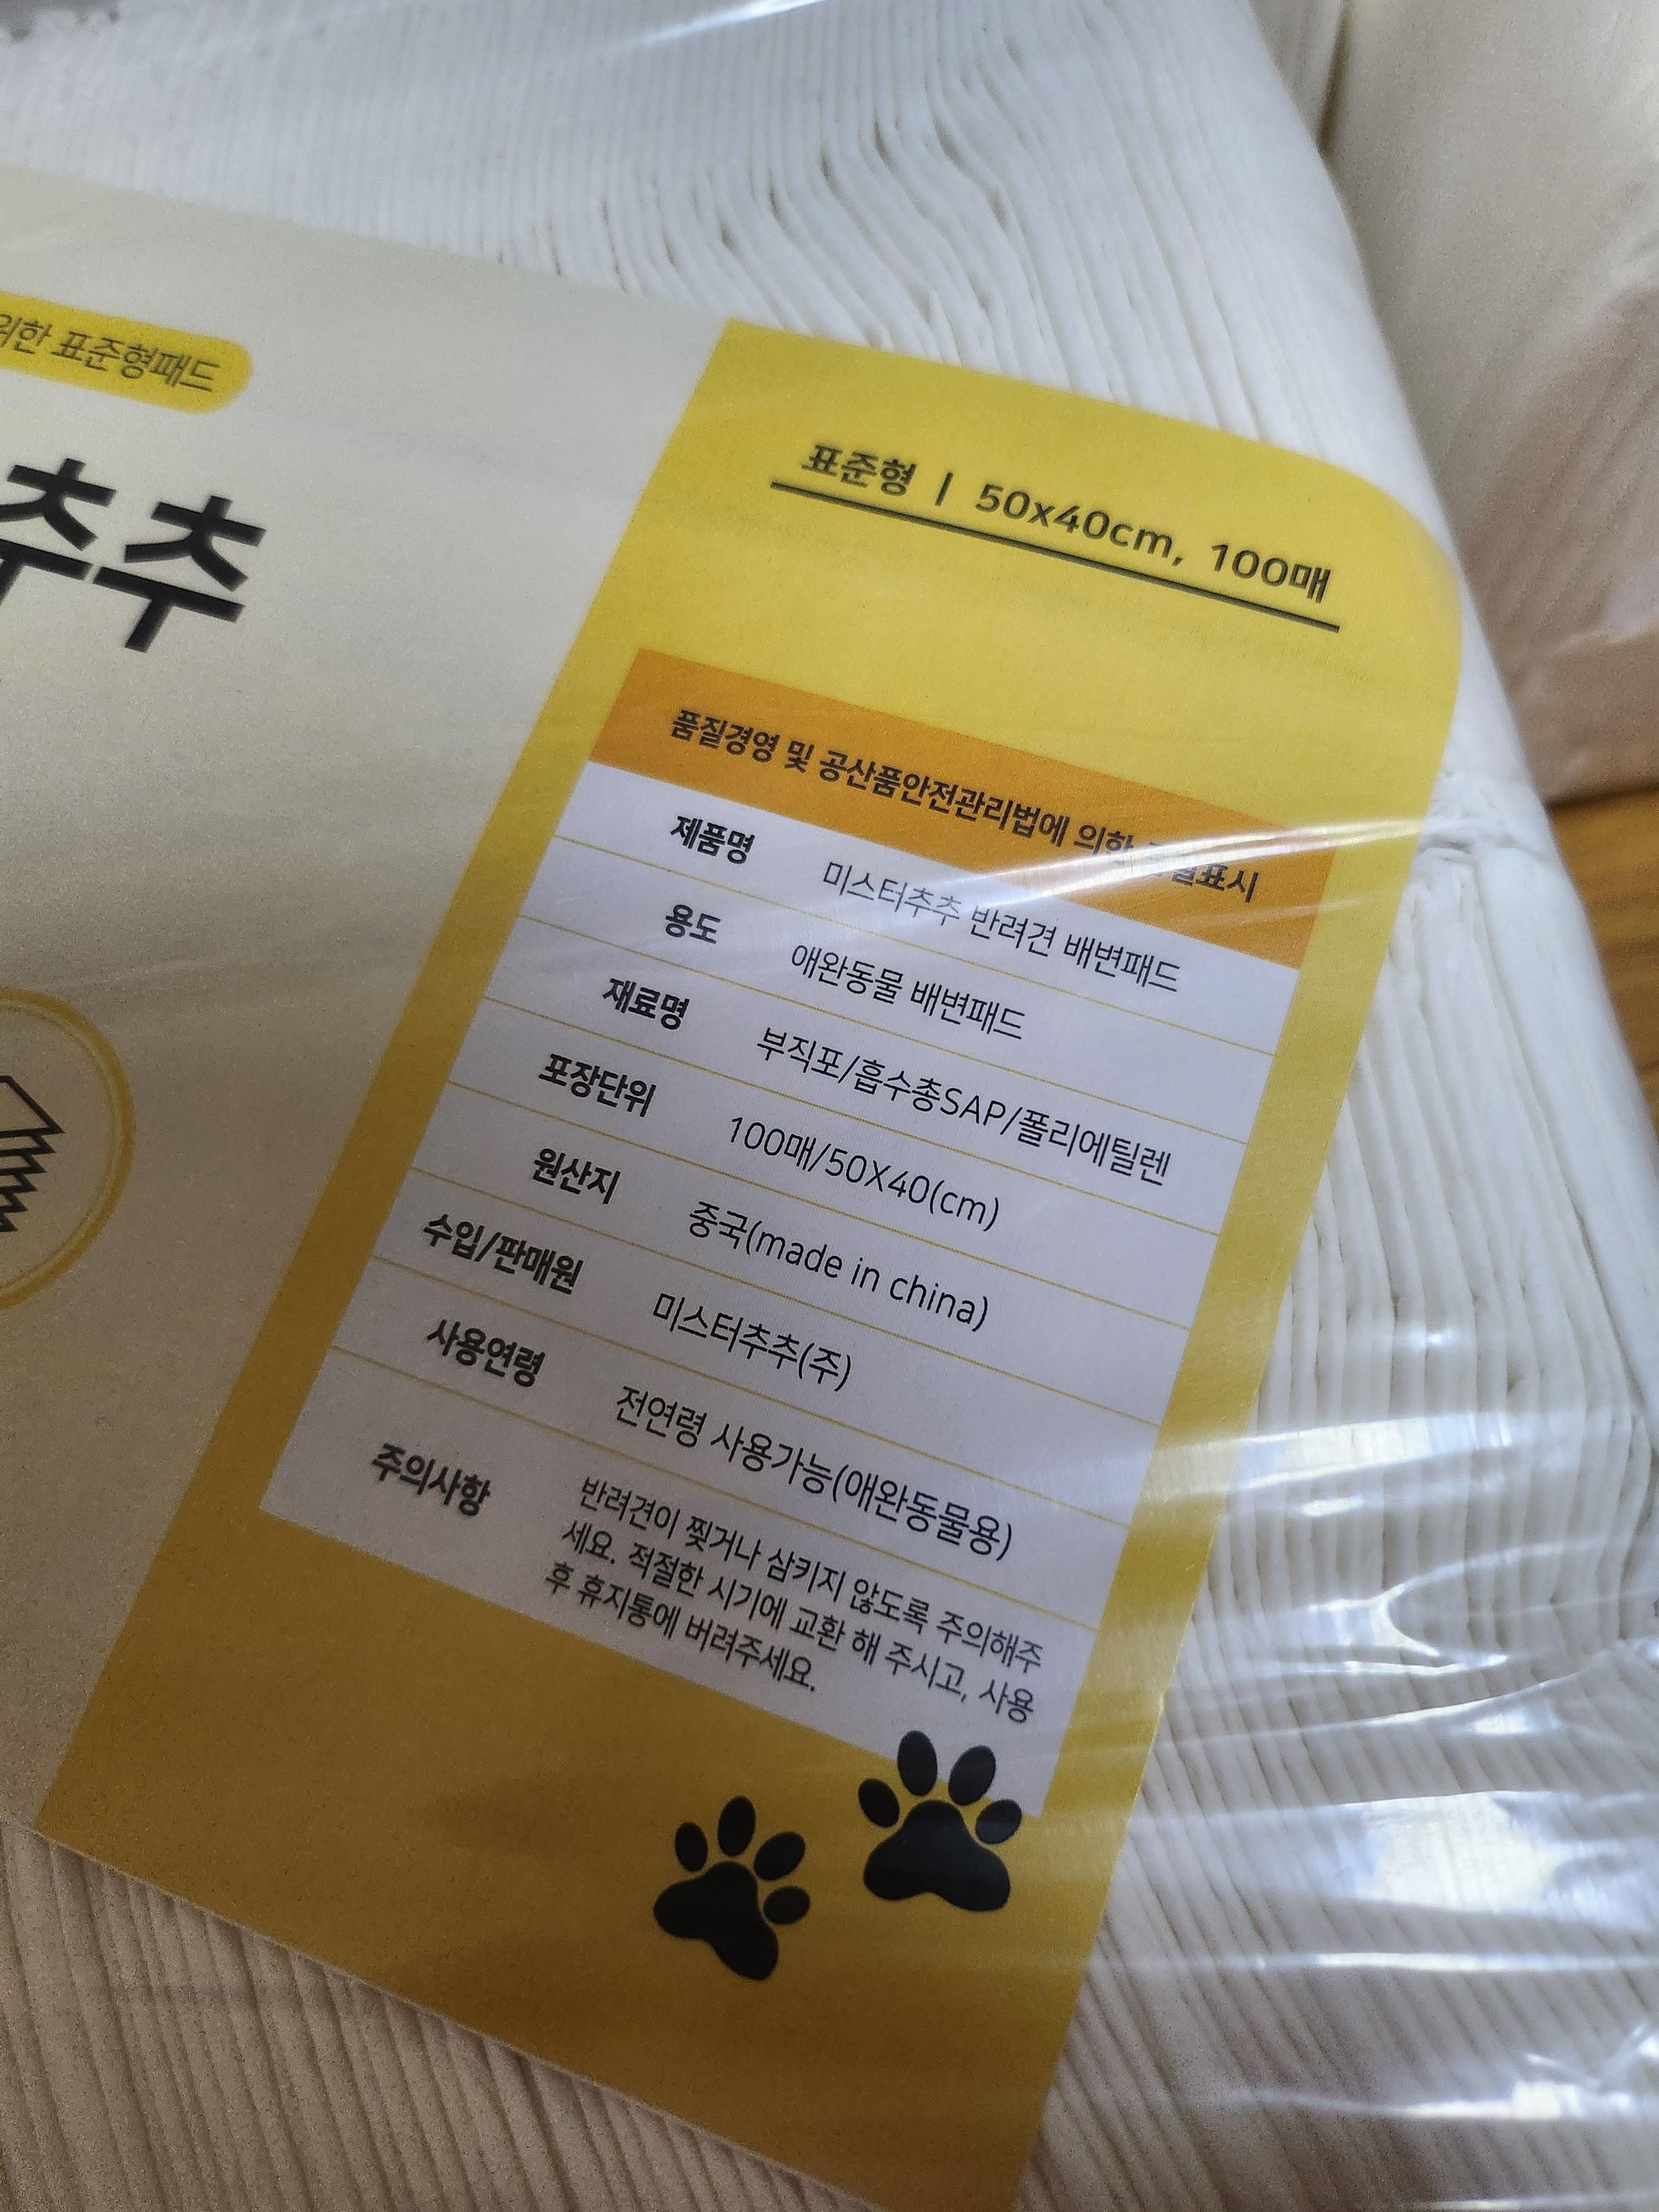 위한 표준형패드
추추
표준형 | 50x40cm, 100매
품질경영 및 공산품안전관리법에 의한 품질표시
제품명 미스터추추 반려견 배변패드
용도 애완동물 배변패드
재료명 부직포/흡수총SAP/폴리에틸렌
포장단위 100매/50X40(cm)
원산지 중국(made in china)
수입/판매원 미스터추추(주)
사용연령 전연령 사용가능(애완동물용)
주의사항 반려견이 찢거나 삼키지 않도록 주의해주
세요. 적절한 시기에 교환 해 주시고, 사용
후 휴지통에 버려주세요.